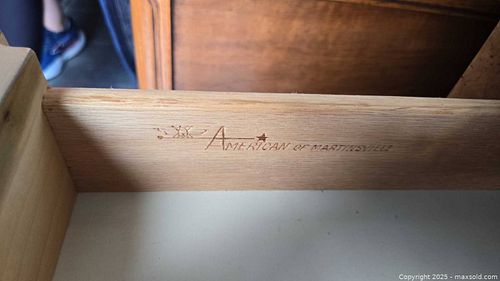 AMERICAN OF MARTINSVILLE
Copyright 2025 - maxsold.com